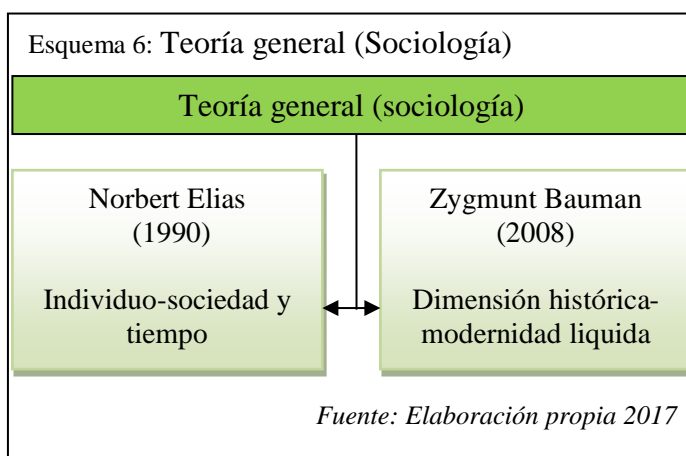 Esquema 6: Teoría general (Sociología)
Teoría general (sociología)
Norbert Elias
(1990)
Individuo-sociedad y
tiempo
Zygmunt Bauman
(2008)
Dimensión histórica-
modernidad liquida
Fuente: Elaboración propia 2017